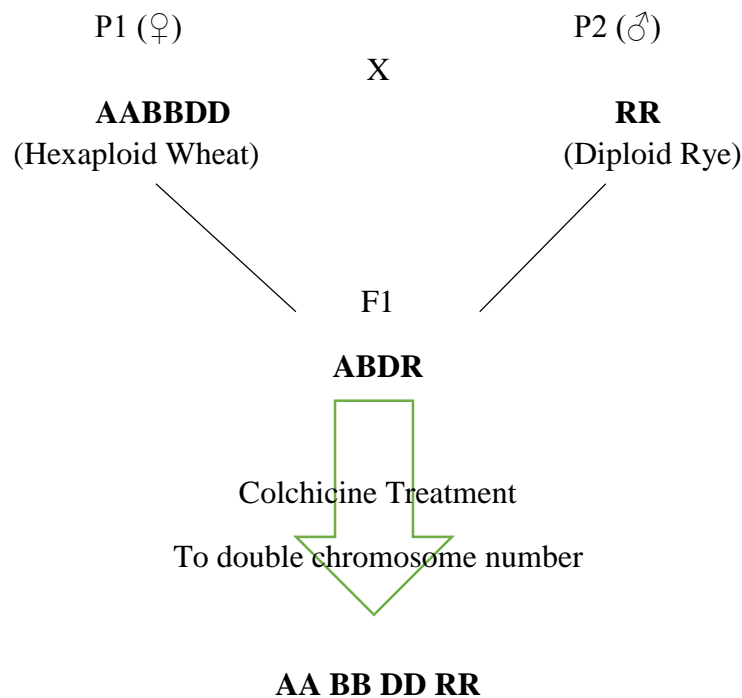 P1 (♀) P2 (♂)
X
AABBDD RR
(Hexaploid Wheat) (Diploid Rye)
F1
ABDR
Colchicine Treatment
To double chromosome number
AA BB DD RR